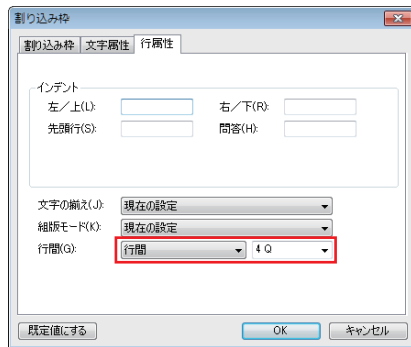 割り込み枠
割り込み枠 文字属性 行属性
インデント
左／上(L): 右／下(R):
先頭行(S): 問答(H):
文字の揃え(J): 現在の設定
組版モード(K): 現在の設定
行間(G): 行間 4 Q
既定値にする OK キャンセル